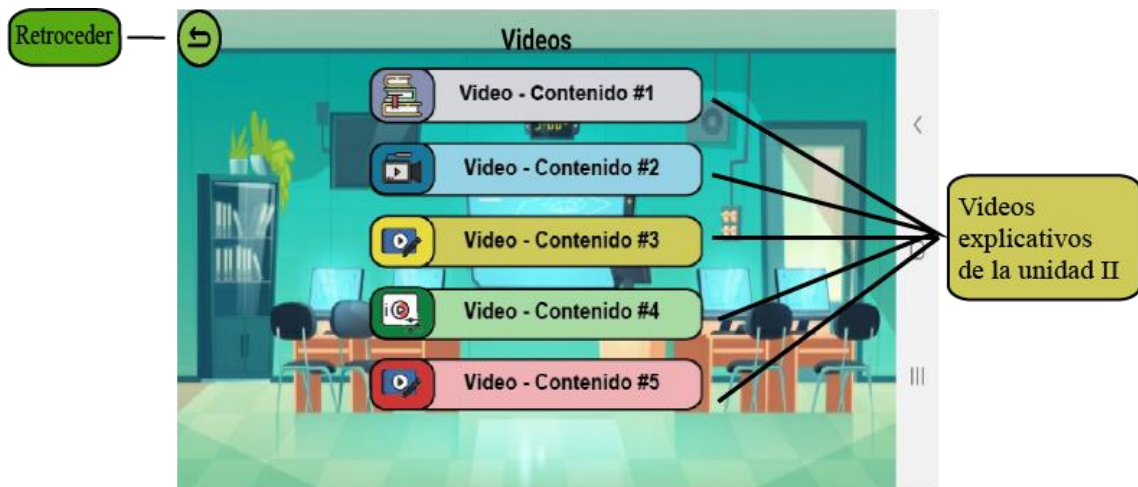 Retroceder
Videos
Video - Contenido #1
Video - Contenido #2
Video - Contenido #3
Video - Contenido #4
Video - Contenido #5
Videos
explicativos
de la unidad II